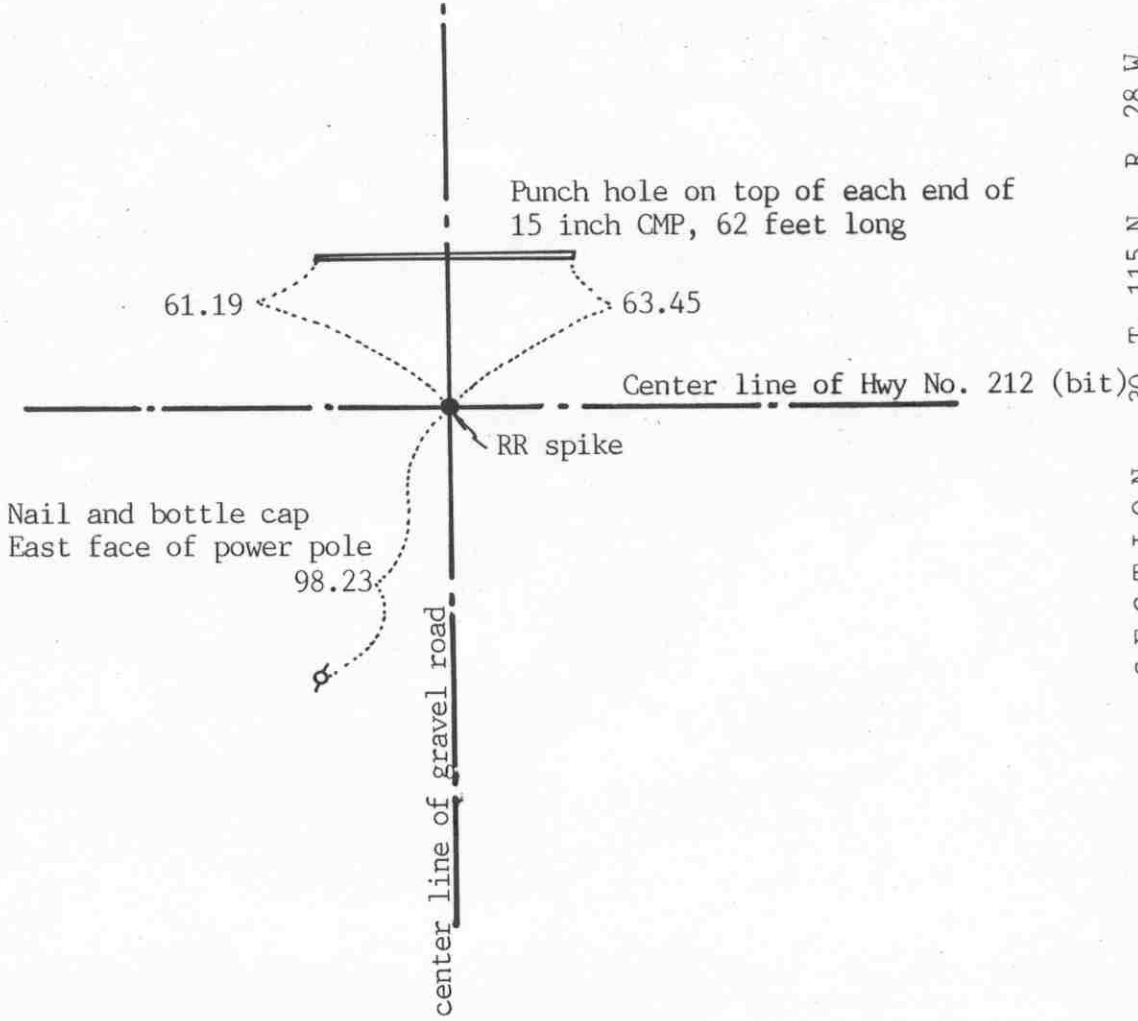 Punch hole on top of each end of
15 inch CMP, 62 feet long
61.19
63.45
Center line of Hwy No. 212 (bit)
RR spike
Nail and bottle cap
East face of power pole
98.23
center line of gravel road
T 115 N R 28 W